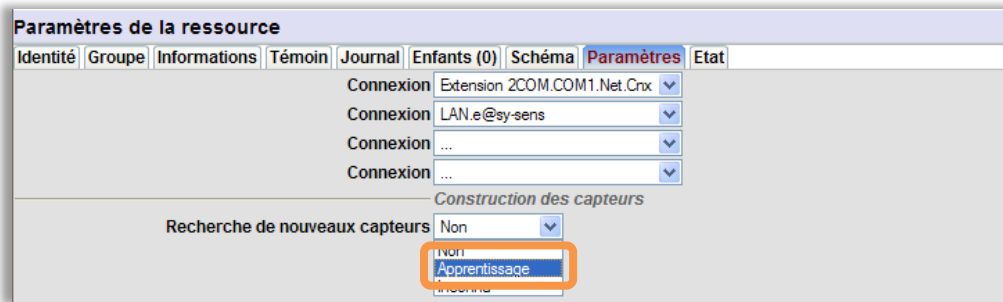 Paramètres de la ressource
Identité Groupe Informations Témoin Journal Enfants (0) Schéma Paramètres Etat
Connexion Extension 2COM.COM1.Net.Cnx
Connexion LAN.e@sy-sens
Connexion ...
Connexion ...
Construction des capteurs
Recherche de nouveaux capteurs Non
Non
Apprentissage